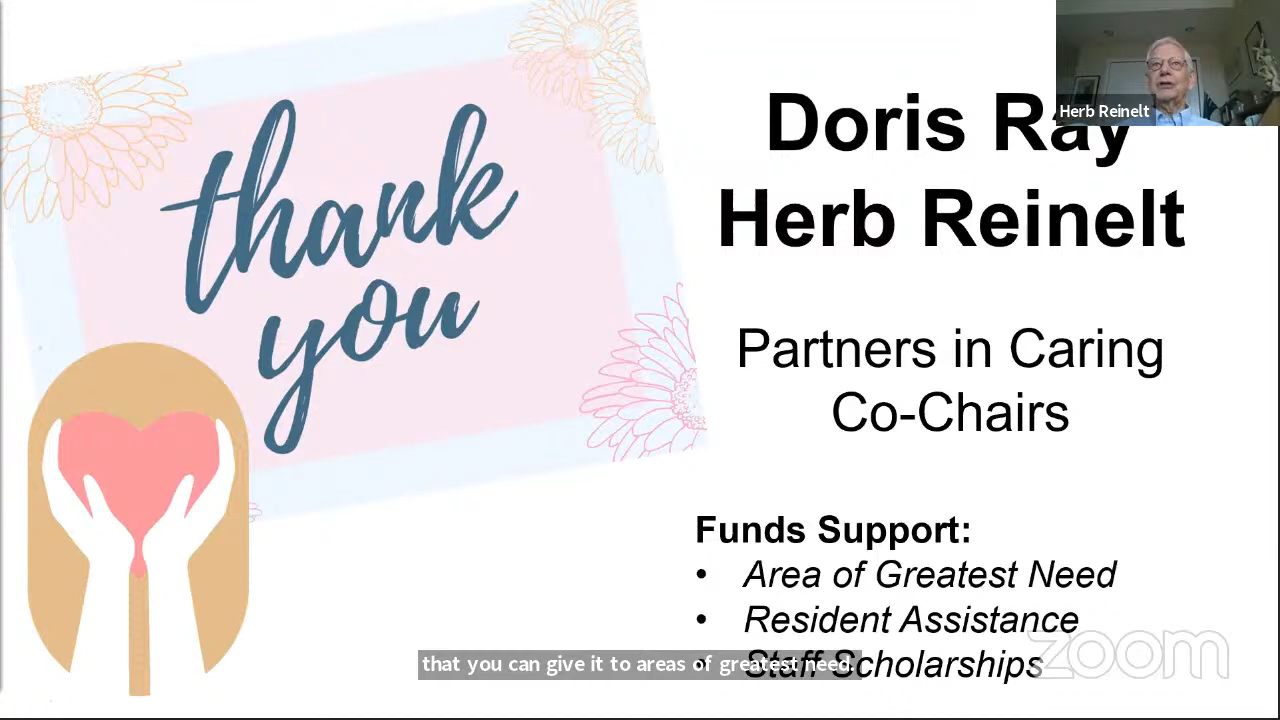 thank
you
Herb Reinelt
Doris Ray
Herb Reinelt
Partners in Caring
Co-Chairs
Funds Support:
• Area of Greatest Need
• Resident Assistance
• Staff Scholarships
that you can give it to areas of greatest need.
zoom